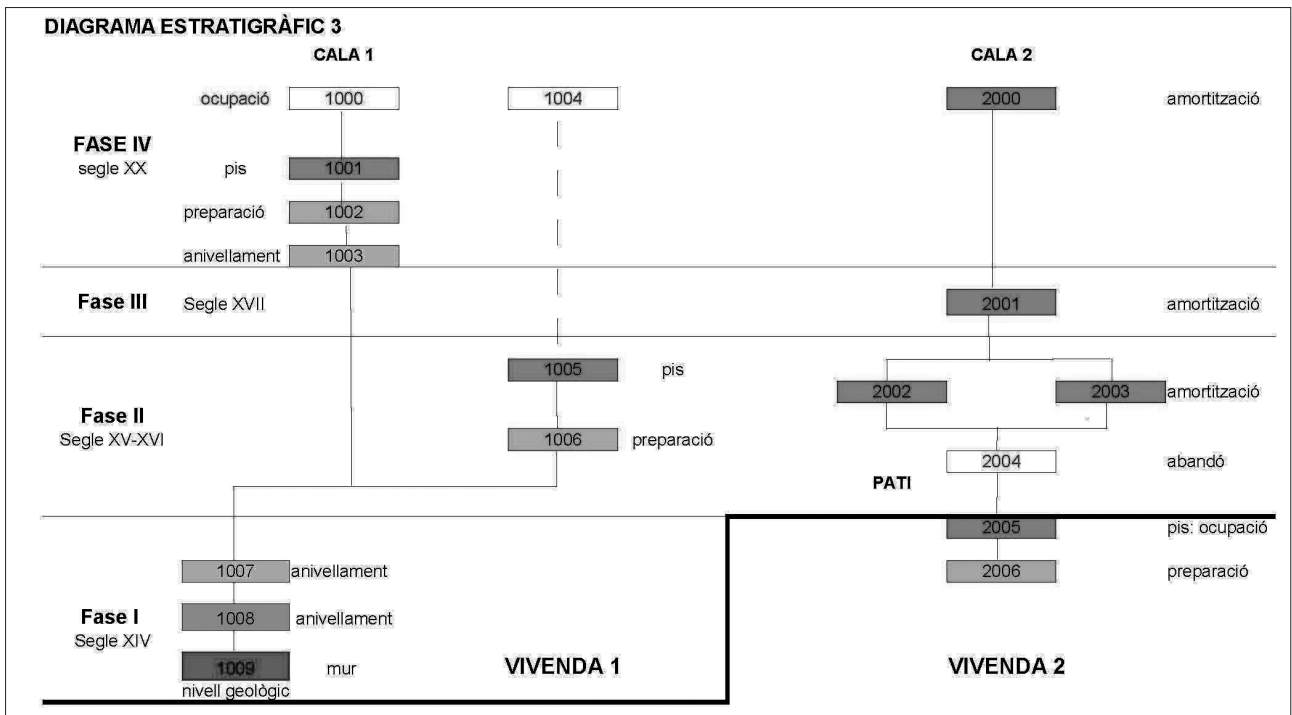 DIAGRAMA ESTRATIGRÀFIC 3
CALA 1 CALA 2
ocupació 1000 1004 2000 amortització
FASE IV
segle XX pis 1001
preparació 1002
anivellament 1003
Fase III Segle XVII 2001 amortització
1005 pis
2002 2003 amortització
Fase II
Segle XV-XVI 1006 preparació
2004 abandó
PATI
2005 pis: ocupació
1007 anivellament 2006 preparació
Fase I 1008 anivellament
Segle XIV
1009 mur VIVENDA 1 VIVENDA 2
nivell geològic